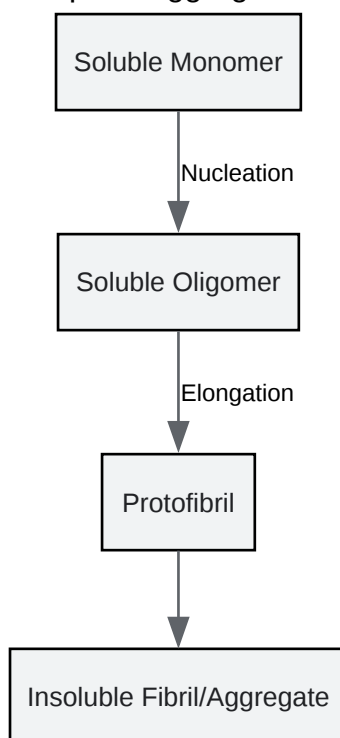 Soluble Monomer
Nucleation
Soluble Oligomer
Elongation
Protofibril
Insoluble Fibril/Aggregate